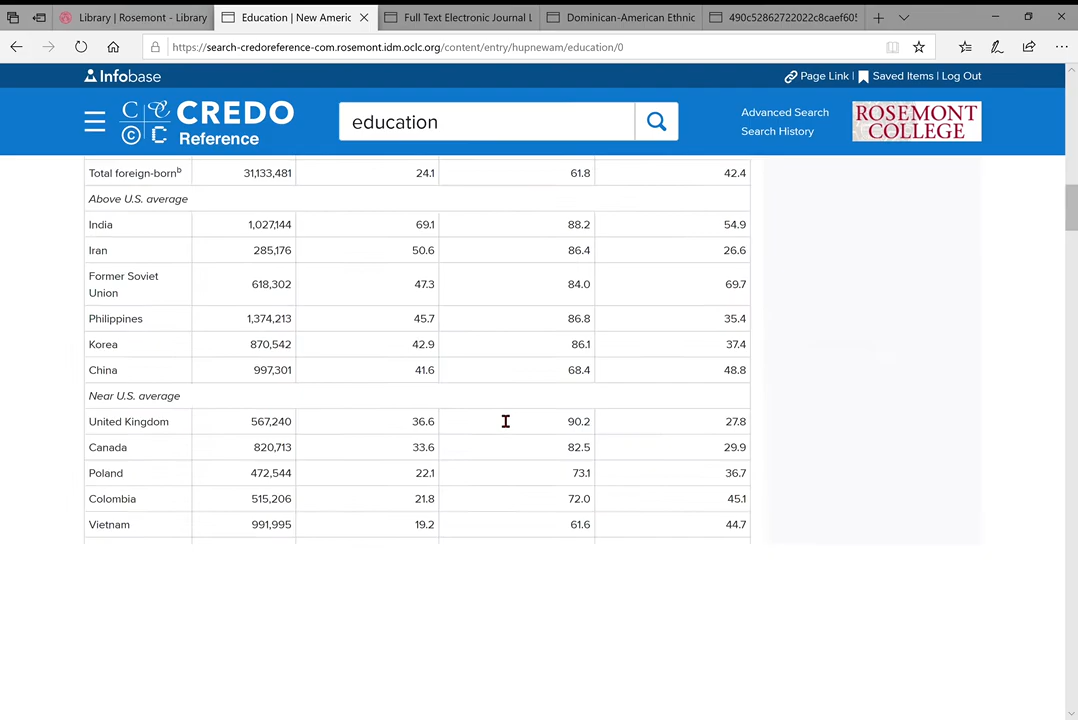 Library | Rosemont - Library
Education | New Americ
Full Text Electronic Journal L
Dominican-American Ethnic
490c52862722022c8caef605
https://search-credoreference-com.rosemont.idm.oclc.org/content/entry/hupnewam/education/0
Infobase
Page Link | Saved Items | Log Out
CREDO
Reference
education
Advanced Search
Search History
ROSEMONT
COLLEGE
Total foreign-bornb 31,133,481 24.1 61.8 42.4
Above U.S. average
India 1,027,144 69.1 88.2 54.9
Iran 285,176 50.6 86.4 26.6
Former Soviet
Union 618,302 47.3 84.0 69.7
Philippines 1,374,213 45.7 86.8 35.4
Korea 870,542 42.9 86.1 37.4
China 997,301 41.6 68.4 48.8
Near U.S. average
United Kingdom 567,240 36.6 90.2 27.8
Canada 820,713 33.6 82.5 29.9
Poland 472,544 22.1 73.1 36.7
Colombia 515,206 21.8 72.0 45.1
Vietnam 991,995 19.2 61.6 44.7